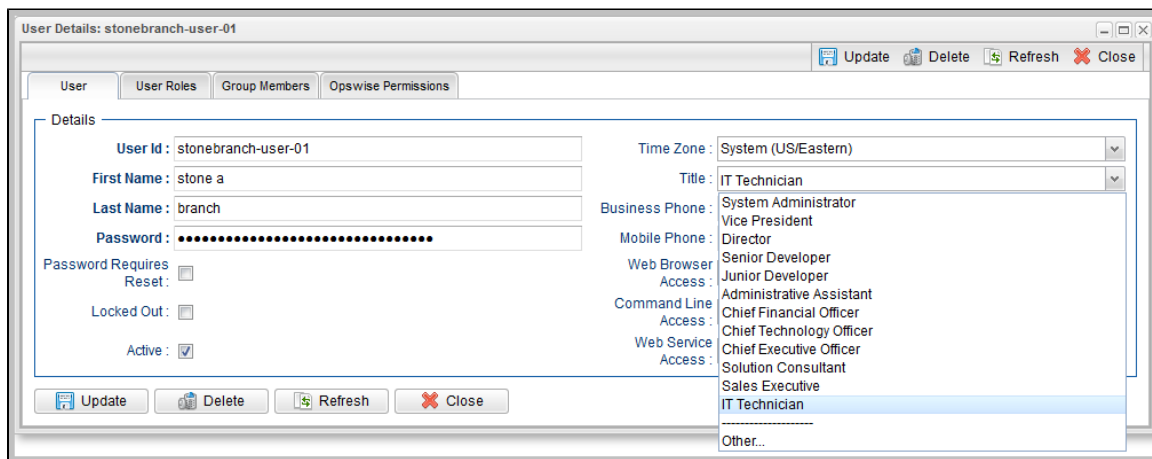 User Details: stonebranch-user-01
Update Delete Refresh Close
User User Roles Group Members Opswise Permissions
Details
User Id : stonebranch-user-01
Time Zone : System (US/Eastern)
First Name : stone a
Title : IT Technician
Last Name : branch
Business Phone :
Password : ••••••••••••••••••••••••••••••••
Mobile Phone :
Password Requires
Reset :
Web Browser
Access :
Locked Out :
Command Line
Access :
Active :
Web Service
Access :
System Administrator
Vice President
Director
Senior Developer
Junior Developer
Administrative Assistant
Chief Financial Officer
Chief Technology Officer
Chief Executive Officer
Solution Consultant
Sales Executive
IT Technician
--------------------
Other...
Update Delete Refresh Close